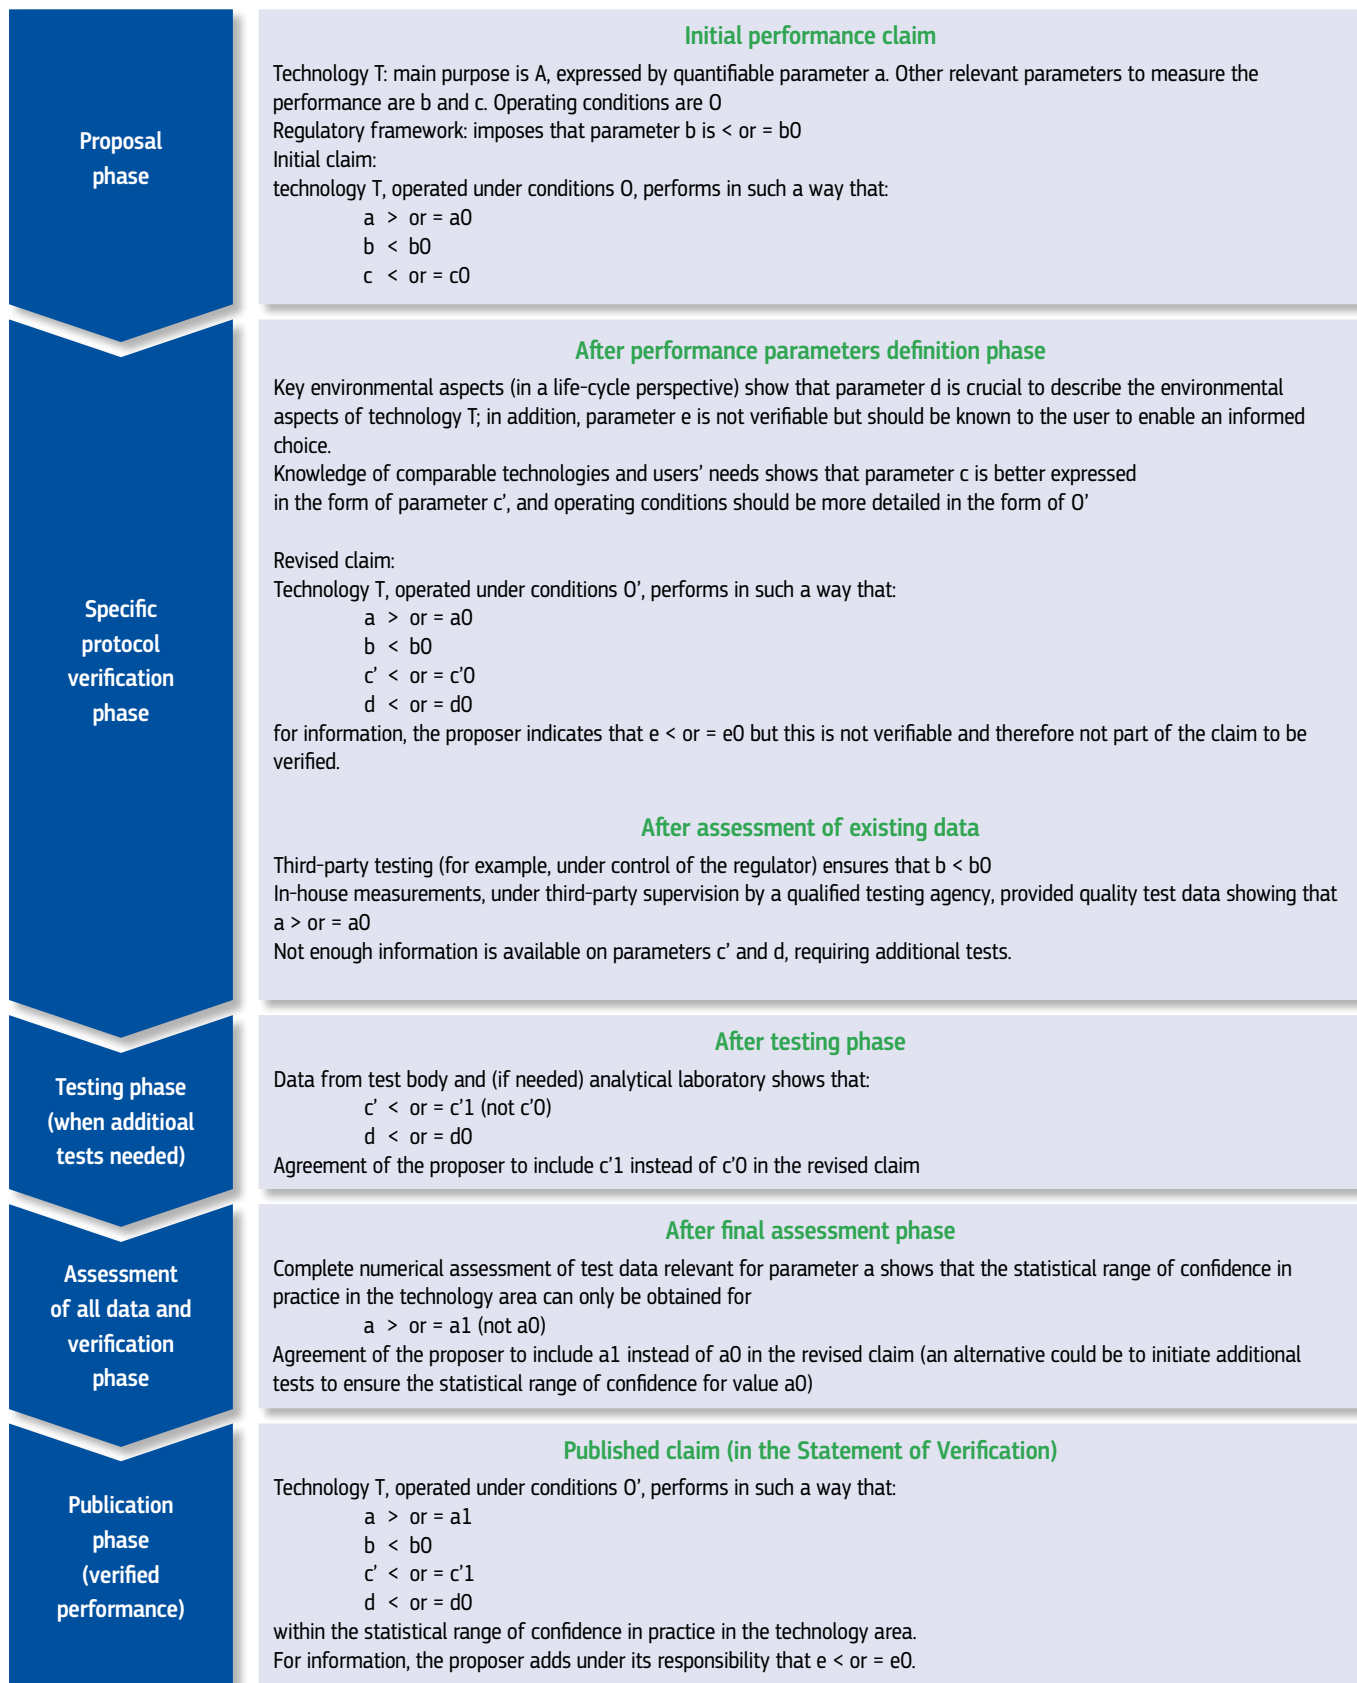 Proposal
phase
Initial performance claim
Technology T: main purpose is A, expressed by quantifiable parameter a. Other relevant parameters to measure the
performance are b and c. Operating conditions are O
Regulatory framework: imposes that parameter b is < or = b0
Initial claim:
technology T, operated under conditions O, performs in such a way that:
a > or = a0
b < b0
c < or = c0
Specific
protocol
verification
phase
After performance parameters definition phase
Key environmental aspects (in a life-cycle perspective) show that parameter d is crucial to describe the environmental
aspects of technology T; in addition, parameter e is not verifiable but should be known to the user to enable an informed
choice.
Knowledge of comparable technologies and users’ needs shows that parameter c is better expressed
in the form of parameter c’, and operating conditions should be more detailed in the form of O’
Revised claim:
Technology T, operated under conditions O’, performs in such a way that:
a > or = a0
b < b0
c’ < or = c’0
d < or = d0
for information, the proposer indicates that e < or = e0 but this is not verifiable and therefore not part of the claim to be
verified.
After assessment of existing data
Third-party testing (for example, under control of the regulator) ensures that b < b0
In-house measurements, under third-party supervision by a qualified testing agency, provided quality test data showing that
a > or = a0
Not enough information is available on parameters c’ and d, requiring additional tests.
Testing phase
(when additioal
tests needed)
After testing phase
Data from test body and (if needed) analytical laboratory shows that:
c’ < or = c’1 (not c’0)
d < or = d0
Agreement of the proposer to include c’1 instead of c’0 in the revised claim
Assessment
of all data and
verification
phase
After final assessment phase
Complete numerical assessment of test data relevant for parameter a shows that the statistical range of confidence in
practice in the technology area can only be obtained for
a > or = a1 (not a0)
Agreement of the proposer to include a1 instead of a0 in the revised claim (an alternative could be to initiate additional
tests to ensure the statistical range of confidence for value a0)
Publication
phase
(verified
performance)
Published claim (in the Statement of Verification)
Technology T, operated under conditions O’, performs in such a way that:
a > or = a1
b < b0
c’ < or = c’1
d < or = d0
within the statistical range of confidence in practice in the technology area.
For information, the proposer adds under its responsibility that e < or = e0.